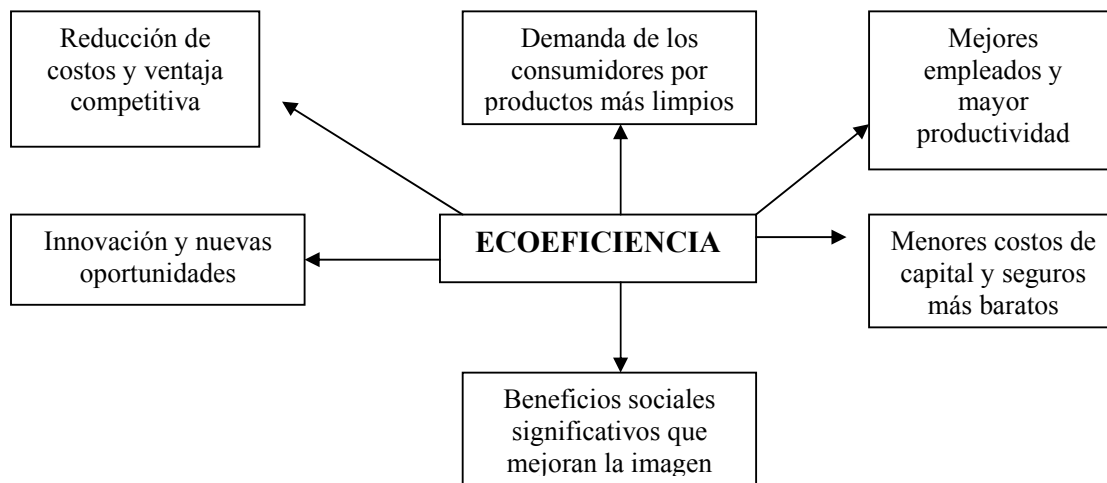 Reducción de
costos y ventaja
competitiva
Demanda de los
consumidores por
productos más limpios
Mejores
empleados y
mayor
productividad
Innovación y nuevas
oportunidades
ECOEFICIENCIA
Menores costos de
capital y seguros
más baratos
Beneficios sociales
significativos que
mejoran la imagen